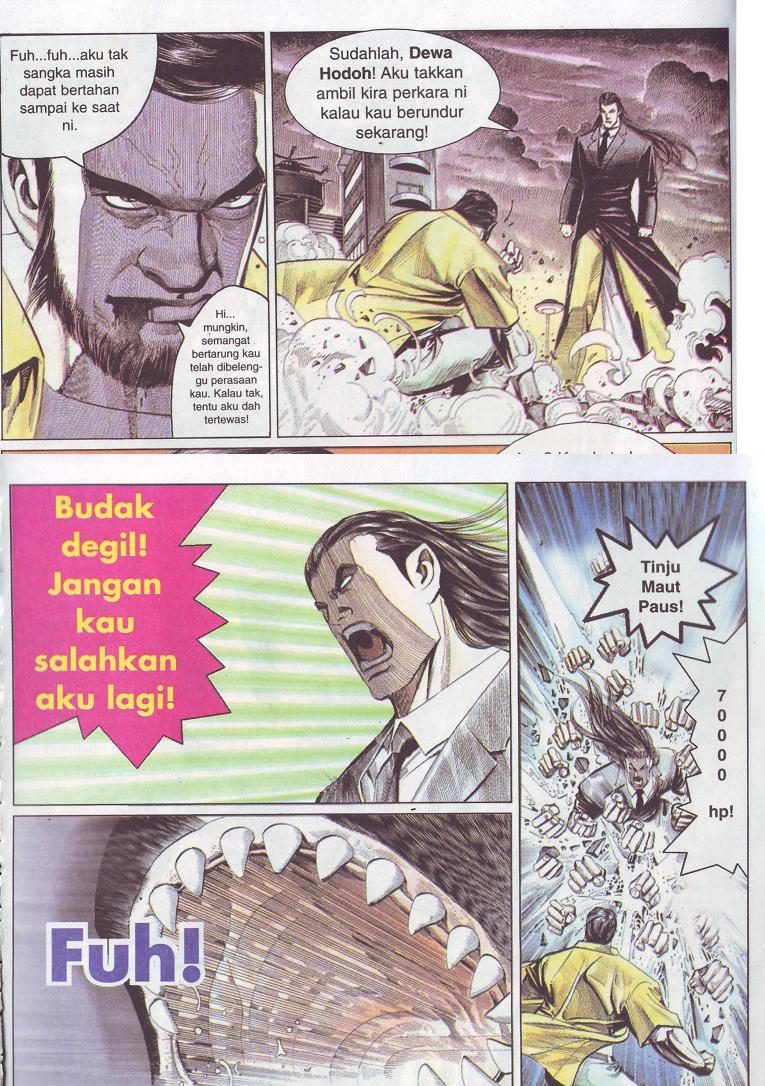 Fuh...fuh...aku tak
sangka masih
dapat bertahan
sampai ke saat
ni.
Hi...
mungkin,
semangat
bertarung kau
telah dibeleng-
gu perasaan
kau. Kalau tak,
tentu aku dah
tertewas!
Sudahlah, Dewa
Hodoh! Aku takkan
ambil kira perkara ni
kalau kau berundur
sekarang!
Budak
degil!
Jangan
kau
salahkan
aku lagi!
Tinju
Maut
Paus!
7
0
0
0
0
hp!
Fuh!